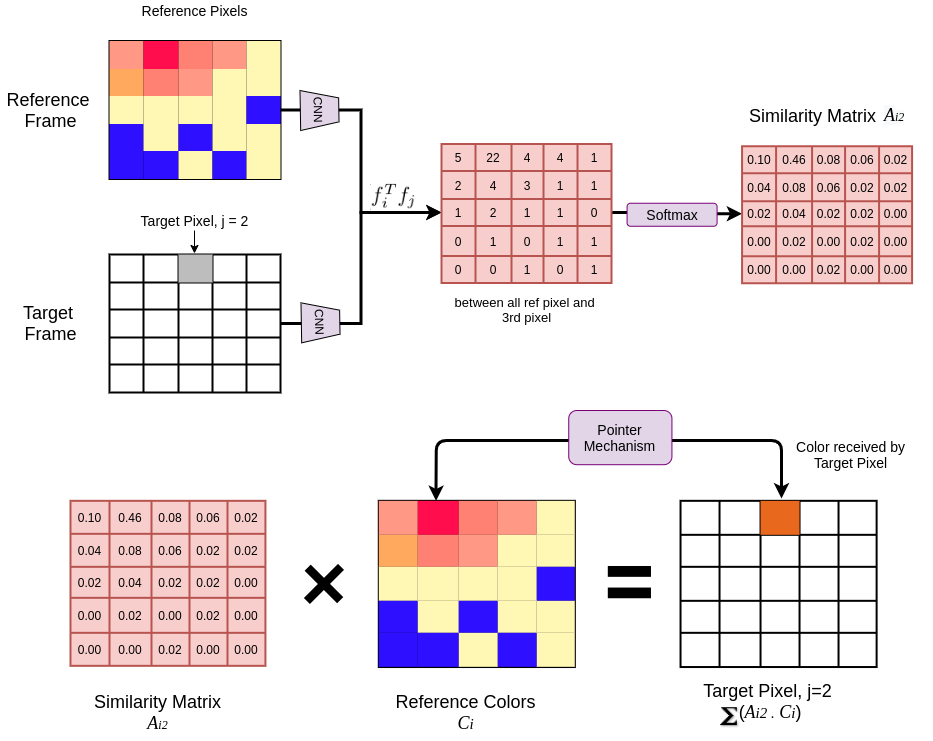 Reference Pixels
Reference
Frame
CNN
Target Pixel, j = 2
Target
Frame
CNN
f_i^T f_j
5 22 4 4 1
2 4 3 1 1
1 2 1 1 0
0 1 0 1 1
0 0 1 0 1
between all ref pixel and
3rd pixel
Softmax
Similarity Matrix A_{i2}
0.10 0.46 0.08 0.06 0.02
0.04 0.08 0.06 0.02 0.02
0.02 0.04 0.02 0.02 0.00
0.00 0.02 0.00 0.02 0.00
0.00 0.00 0.02 0.00 0.00
Pointer
Mechanism
Color received by
Target Pixel
0.10 0.46 0.08 0.06 0.02
0.04 0.08 0.06 0.02 0.02
0.02 0.04 0.02 0.02 0.00
0.00 0.02 0.00 0.02 0.00
0.00 0.00 0.02 0.00 0.00
Similarity Matrix
A_{i2}
×
Reference Colors
C_i
=
Target Pixel, j=2
Σ(A_{i2} . C_i)